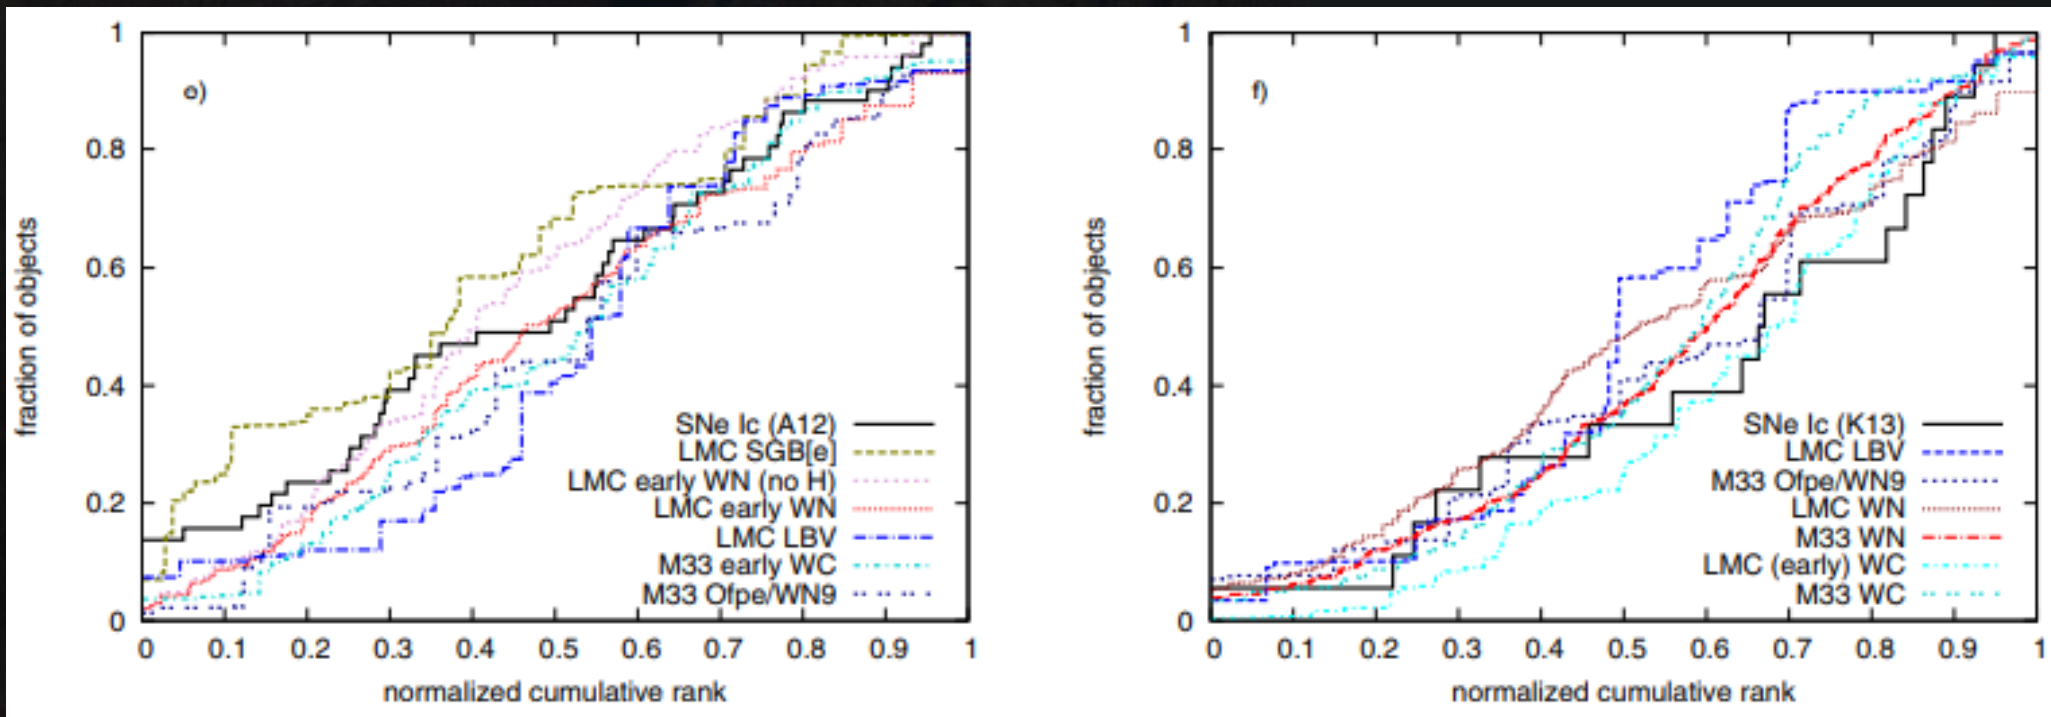 e)
1
0.8
0.6
0.4
0.2
0
fraction of objects
SNe Ic (A12)
LMC SGB[e]
LMC early WN (no H)
LMC early WN
LMC LBV
M33 early WC
M33 Ofpe/WN9
0 0.1 0.2 0.3 0.4 0.5 0.6 0.7 0.8 0.9 1
normalized cumulative rank
f)
1
0.8
0.6
0.4
0.2
0
fraction of objects
SNe Ic (K13)
LMC LBV
M33 Ofpe/WN9
LMC WN
M33 WN
LMC (early) WC
M33 WC
0 0.1 0.2 0.3 0.4 0.5 0.6 0.7 0.8 0.9 1
normalized cumulative rank